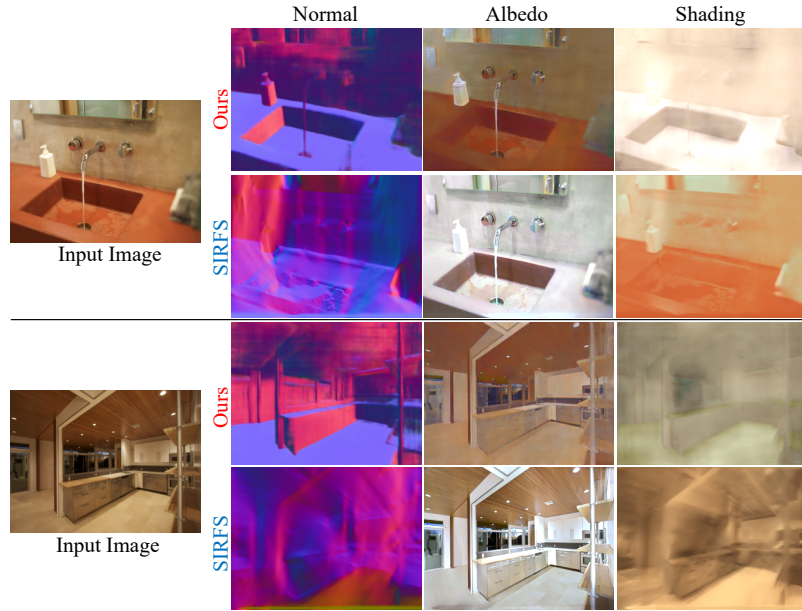 Normal Albedo Shading
Ours
Input Image
SIRFS
Ours
Input Image
SIRFS